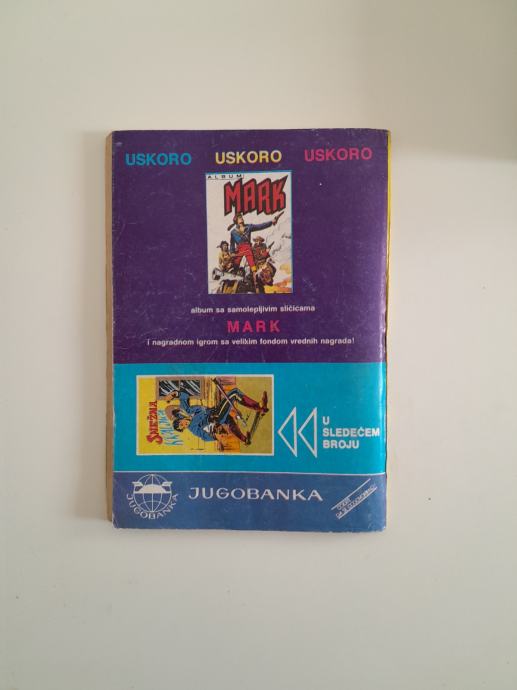 USKORO USKORO USKORO
ALBUM
MARK
album sa samolepljivim sličicama
MARK
i nagradnom igrom sa velikim fondom vrednih nagrada!
SNEŽNA
U
SLEDEĆEM
BROJU
JUGOBANKA
JUGOBANKA